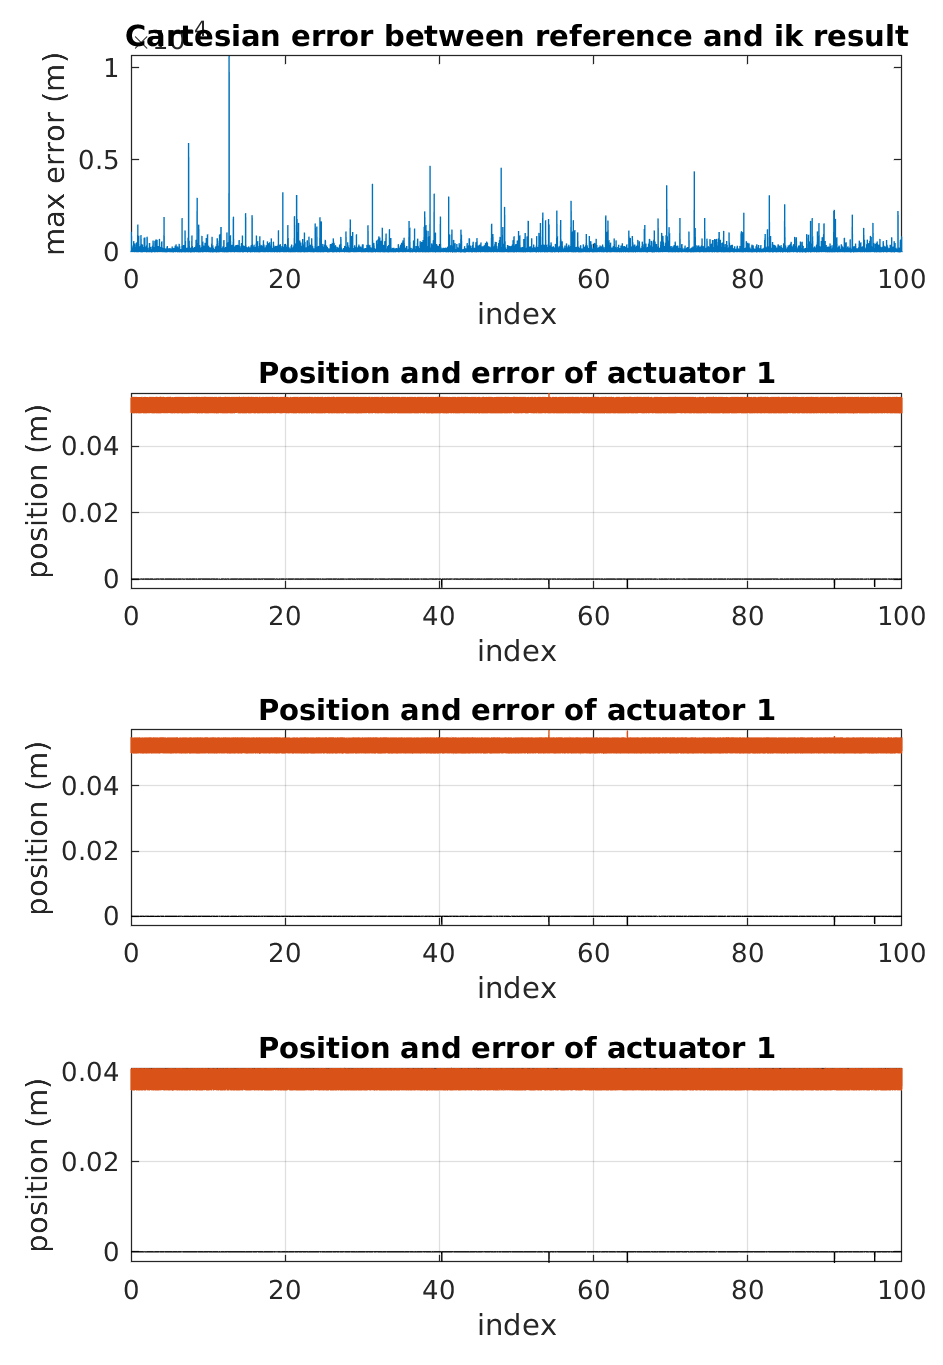 Cartesian error between reference and ik result
max error (m)
1
0.5
0
0 20 40 60 80 100
index
Position and error of actuator 1
position (m)
0.04
0.02
0
0 20 40 60 80 100
index
Position and error of actuator 1
position (m)
0.04
0.02
0
0 20 40 60 80 100
index
Position and error of actuator 1
position (m)
0.04
0.02
0
0 20 40 60 80 100
index